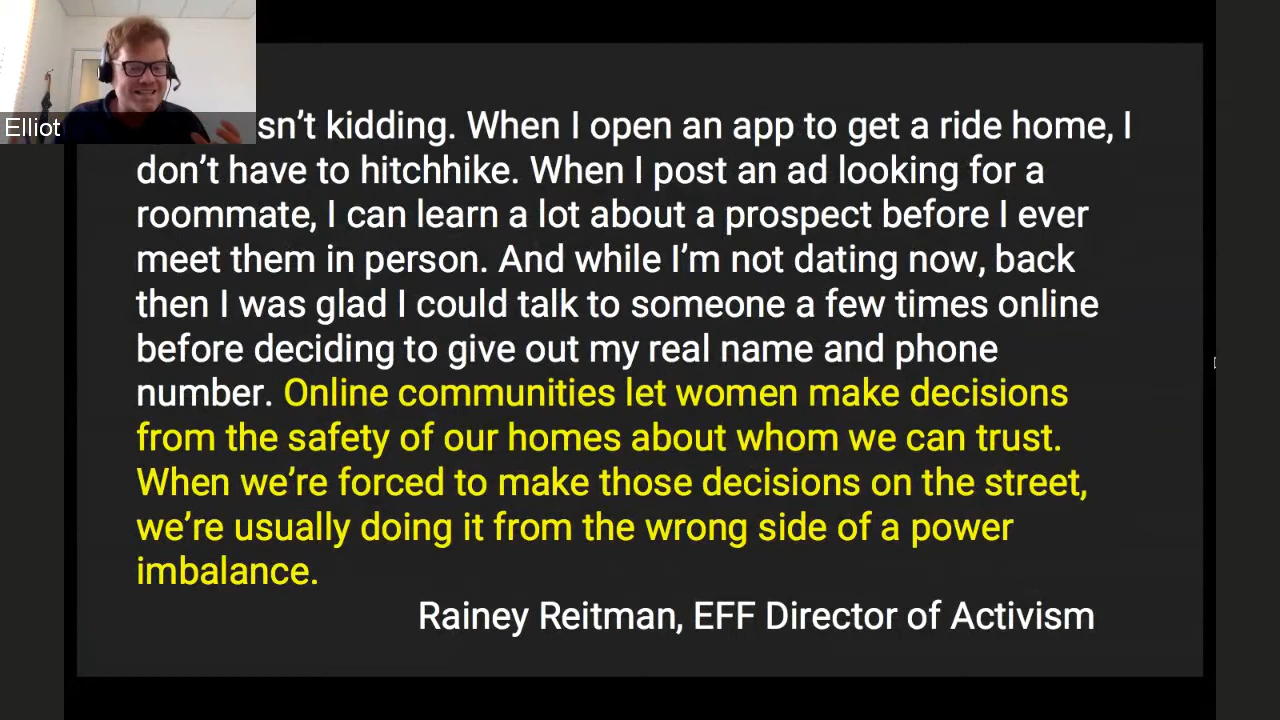 Elliot
sn’t kidding. When I open an app to get a ride home, I
don’t have to hitchhike. When I post an ad looking for a
roommate, I can learn a lot about a prospect before I ever
meet them in person. And while I’m not dating now, back
then I was glad I could talk to someone a few times online
before deciding to give out my real name and phone
number. Online communities let women make decisions
from the safety of our homes about whom we can trust.
When we’re forced to make those decisions on the street,
we’re usually doing it from the wrong side of a power
imbalance.
Rainey Reitman, EFF Director of Activism